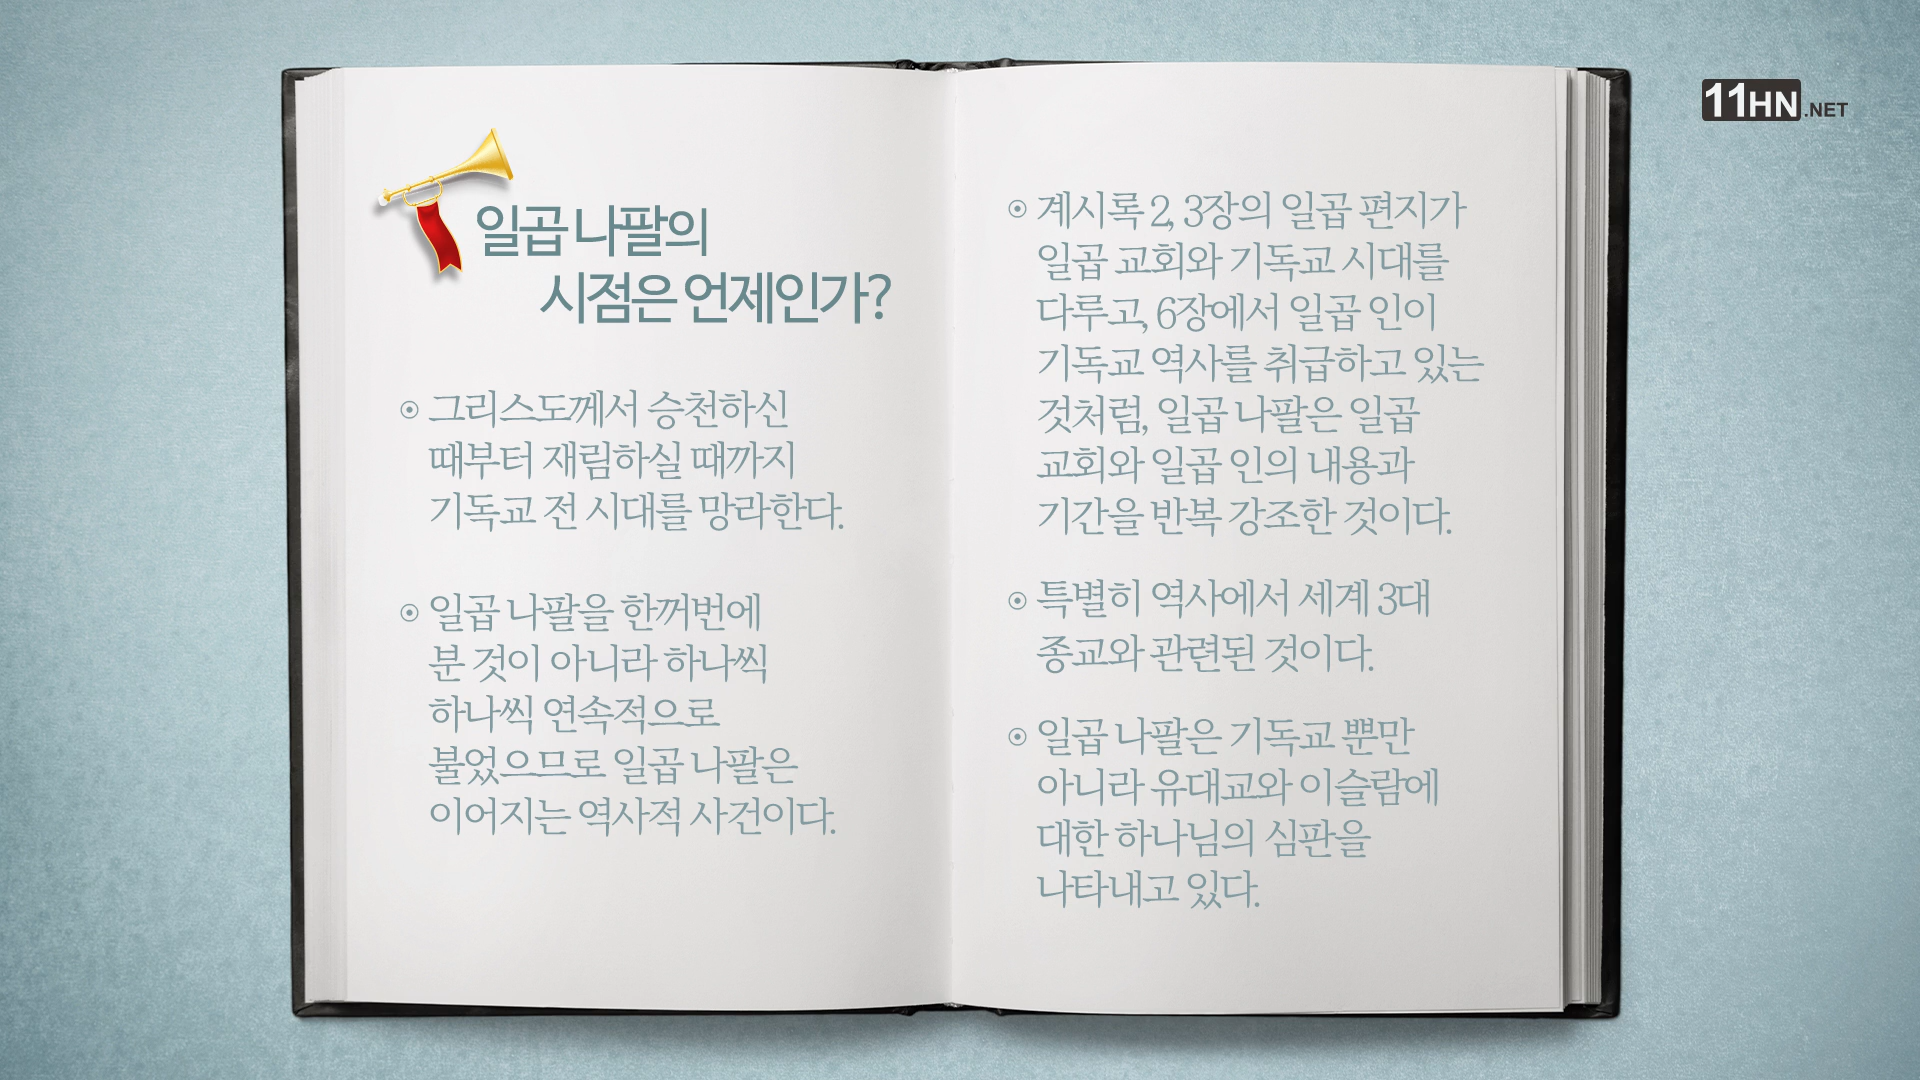 일곱 나팔의
시점은 언제인가?
⊙ 그리스도께서 승천하신
때부터 재림하실 때까지
기독교 전 시대를 망라한다.
⊙ 일곱 나팔을 한꺼번에
분 것이 아니라 하나씩
하나씩 연속적으로
불었으므로 일곱 나팔은
이어지는 역사적 사건이다.
⊙ 계시록 2, 3장의 일곱 편지가
일곱 교회와 기독교 시대를
다루고, 6장에서 일곱 인이
기독교 역사를 취급하고 있는
것처럼, 일곱 나팔은 일곱
교회와 일곱 인의 내용과
기간을 반복 강조한 것이다.
⊙ 특별히 역사에서 세계 3대
종교와 관련된 것이다.
⊙ 일곱 나팔은 기독교 뿐만
아니라 유대교와 이슬람에
대한 하나님의 심판을
나타내고 있다.
11HN.NET